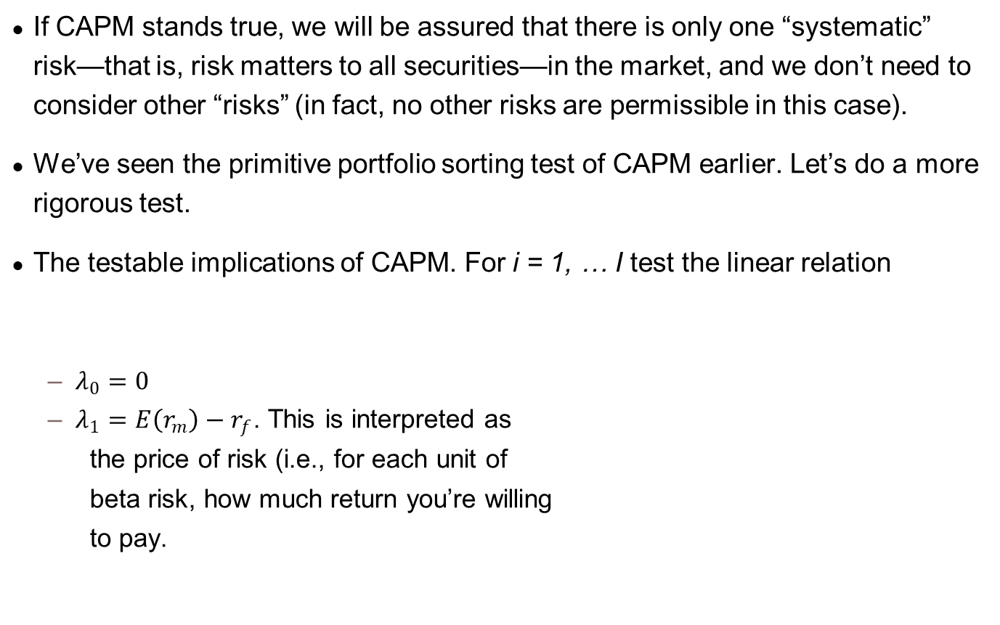 • If CAPM stands true, we will be assured that there is only one “systematic”
risk—that is, risk matters to all securities—in the market, and we don’t need to
consider other “risks” (in fact, no other risks are permissible in this case).
• We’ve seen the primitive portfolio sorting test of CAPM earlier. Let’s do a more
rigorous test.
• The testable implications of CAPM. For i = 1, … I test the linear relation
– λ₀ = 0
– λ₁ = E(rₘ) − r_f. This is interpreted as
the price of risk (i.e., for each unit of
beta risk, how much return you’re willing
to pay.